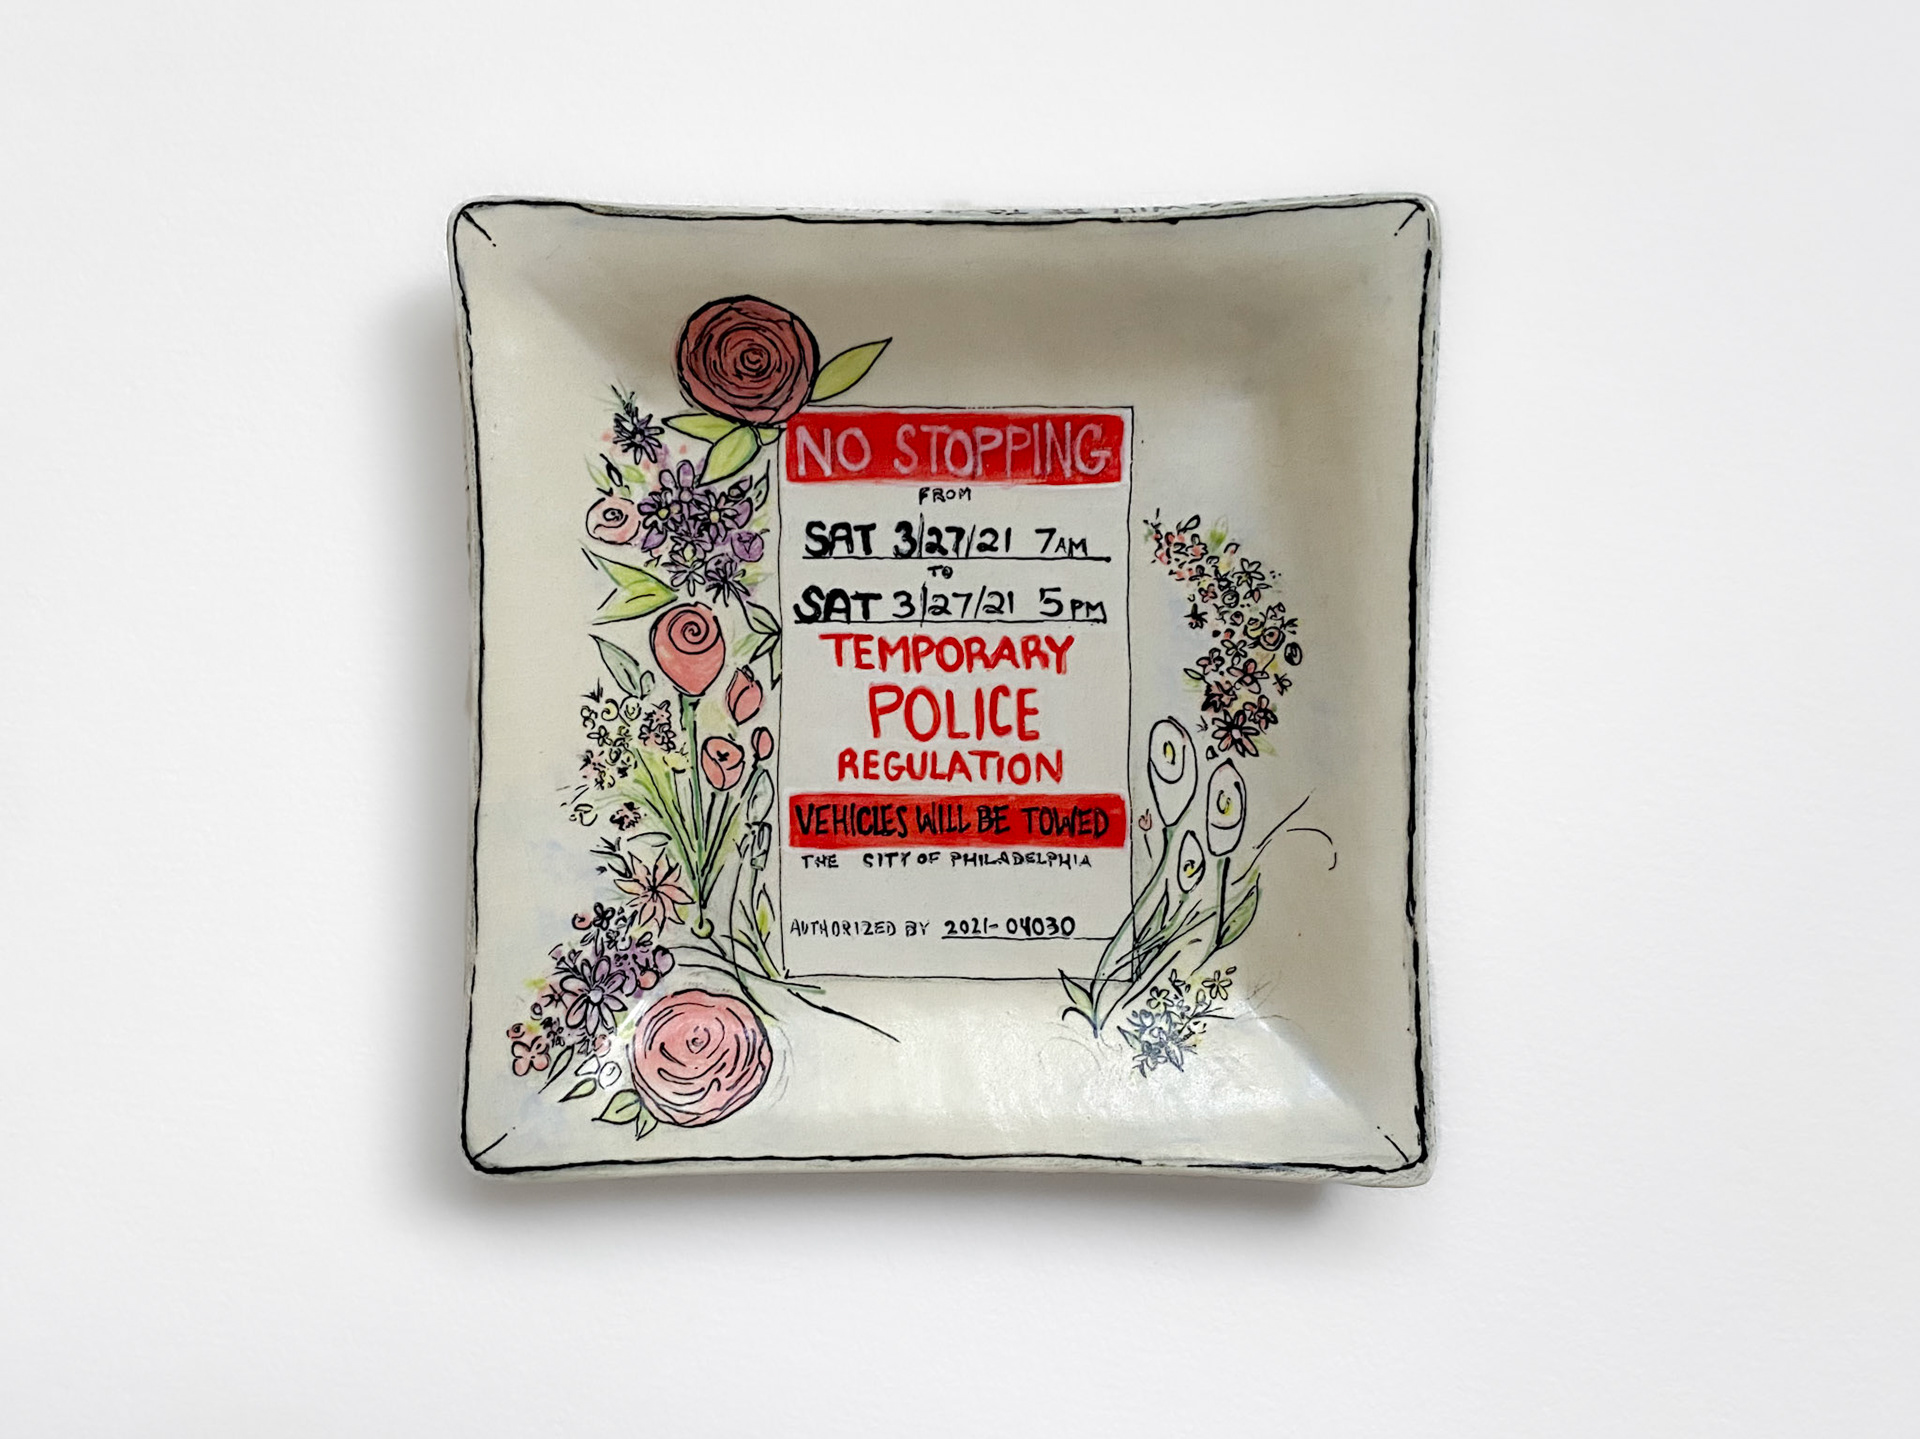 NO STOPPING
FROM
SAT 3/27/21 7AM
TO
SAT 3/27/21 5PM
TEMPORARY
POLICE
REGULATION
VEHICLES WILL BE TOWED
THE CITY OF PHILADELPHIA
AUTHORIZED BY 2021-04030